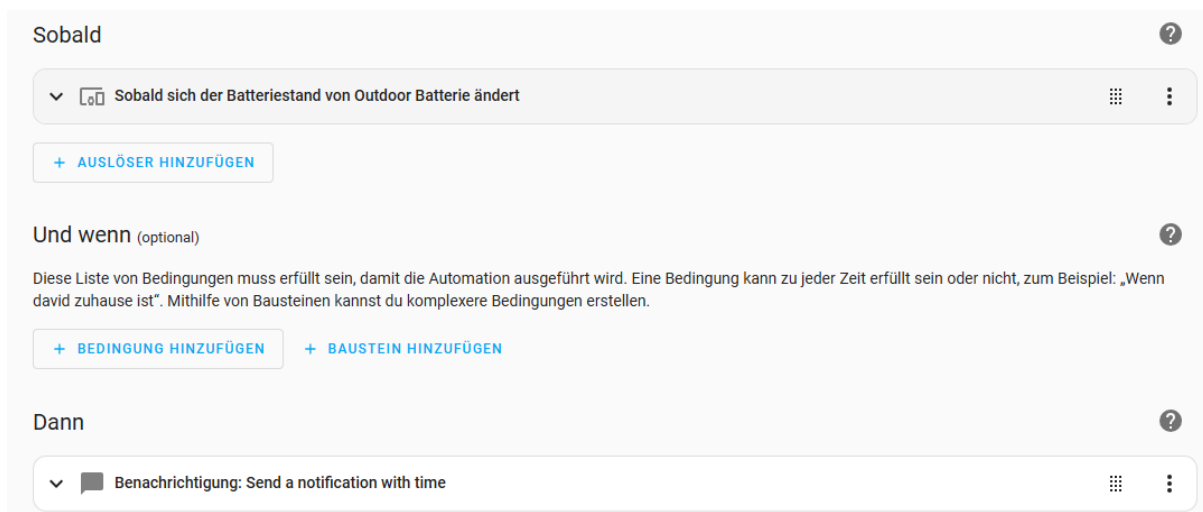 Sobald
Sobald sich der Batteriestand von Outdoor Batterie ändert
+ AUSLÖSER HINZUFÜGEN
Und wenn (optional)
Diese Liste von Bedingungen muss erfüllt sein, damit die Automation ausgeführt wird. Eine Bedingung kann zu jeder Zeit erfüllt sein oder nicht, zum Beispiel: „Wenn
david zuhause ist“. Mithilfe von Bausteinen kannst du komplexere Bedingungen erstellen.
+ BEDINGUNG HINZUFÜGEN + BAUSTEIN HINZUFÜGEN
Dann
Benachrichtigung: Send a notification with time